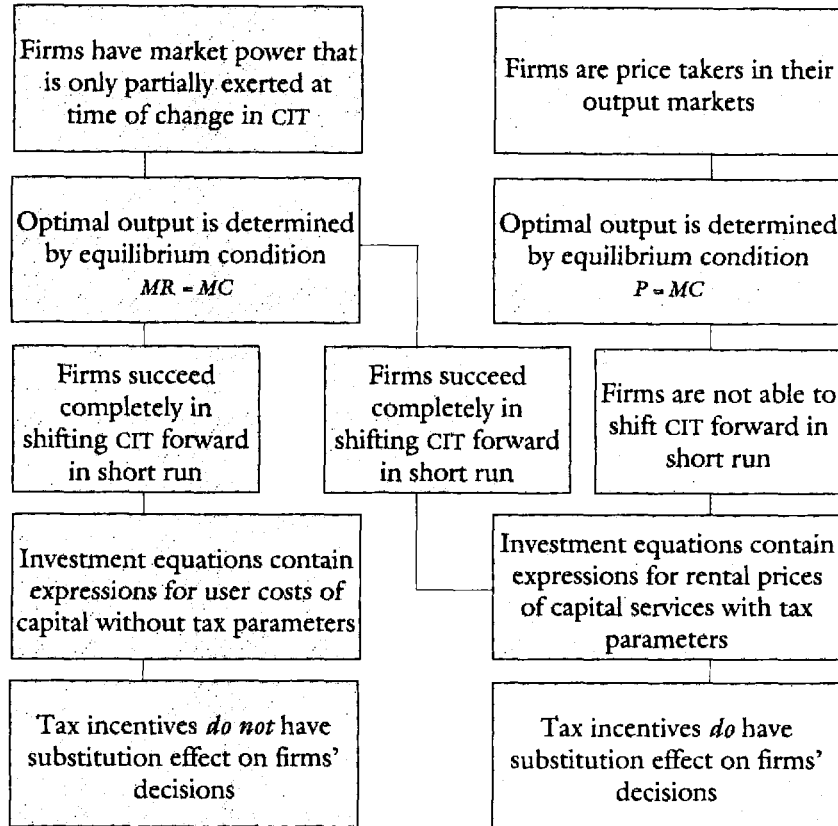 Firms have market power that
is only partially exerted at
time of change in CIT
Firms are price takers in their
output markets
Optimal output is determined
by equilibrium condition
MR = MC
Optimal output is determined
by equilibrium condition
P = MC
Firms succeed
completely in
shifting CIT forward
in short run
Firms succeed
completely in
shifting CIT forward
in short run
Firms are not able to
shift CIT forward in
short run
Investment equations contain
expressions for user costs of
capital without tax parameters
Investment equations contain
expressions for rental prices
of capital services with tax
parameters
Tax incentives do not have
substitution effect on firms'
decisions
Tax incentives do have
substitution effect on firms'
decisions